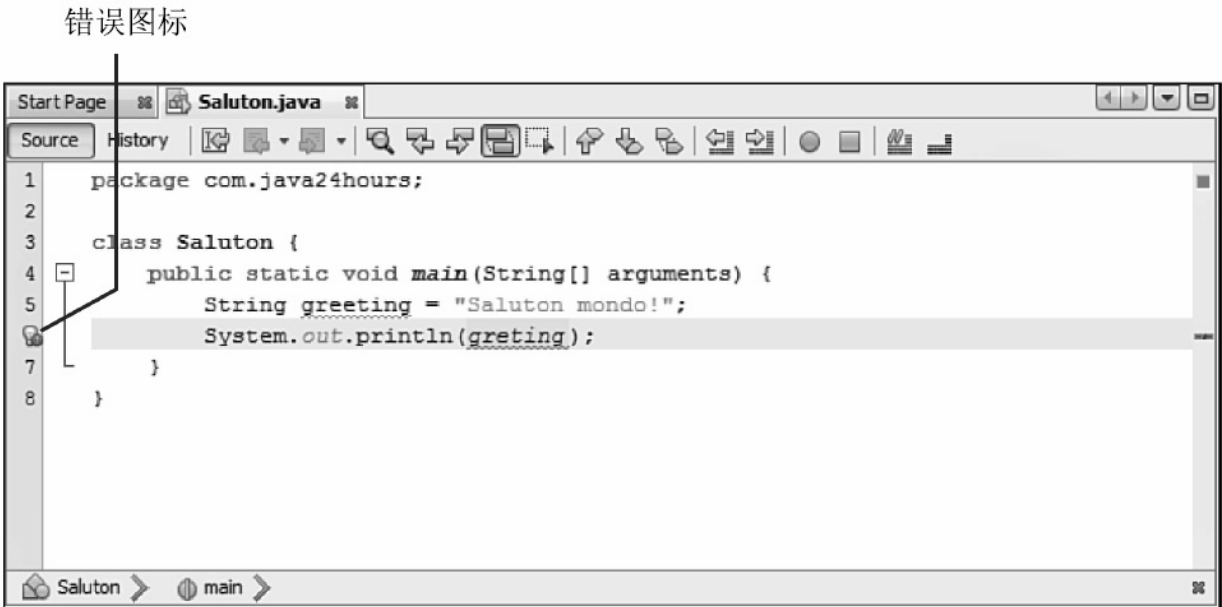 错误图标
Start Page Saluton.java
Source History
1 package com.java24hours;
2
3 class Saluton {
4 public static void main(String[] arguments) {
5 String greeting = "Saluton mondo!";
System.out.println(greting);
7 }
8 }
Saluton main